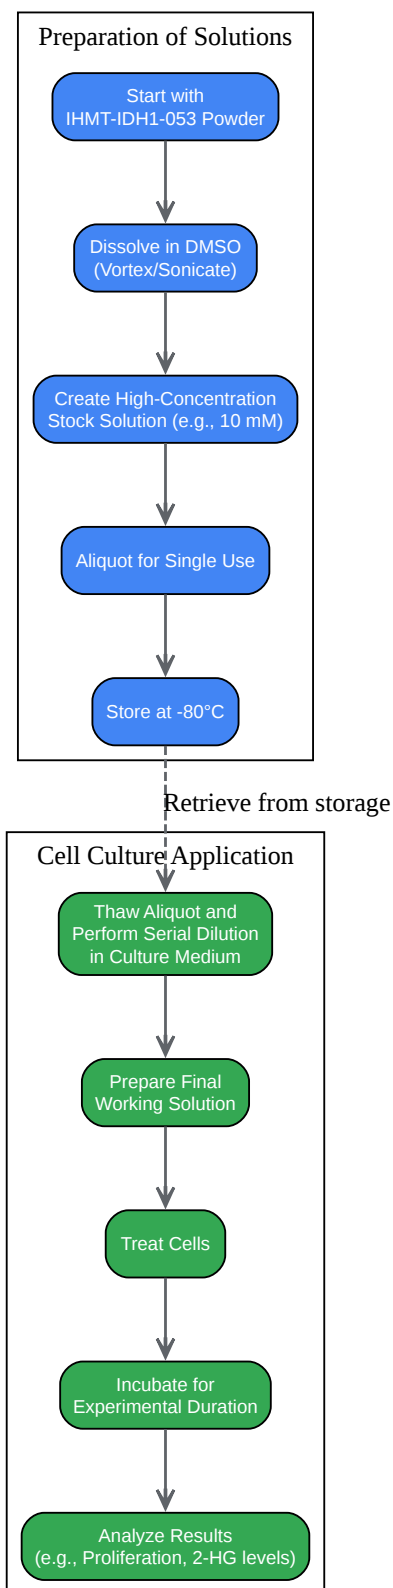 Preparation of Solutions
Start with
IHMT-IDH1-053 Powder
Dissolve in DMSO
(Vortex/Sonicate)
Create High-Concentration
Stock Solution (e.g., 10 mM)
Aliquot for Single Use
Store at -80°C
Retrieve from storage
Cell Culture Application
Thaw Aliquot and
Perform Serial Dilution
in Culture Medium
Prepare Final
Working Solution
Treat Cells
Incubate for
Experimental Duration
Analyze Results
(e.g., Proliferation, 2-HG levels)